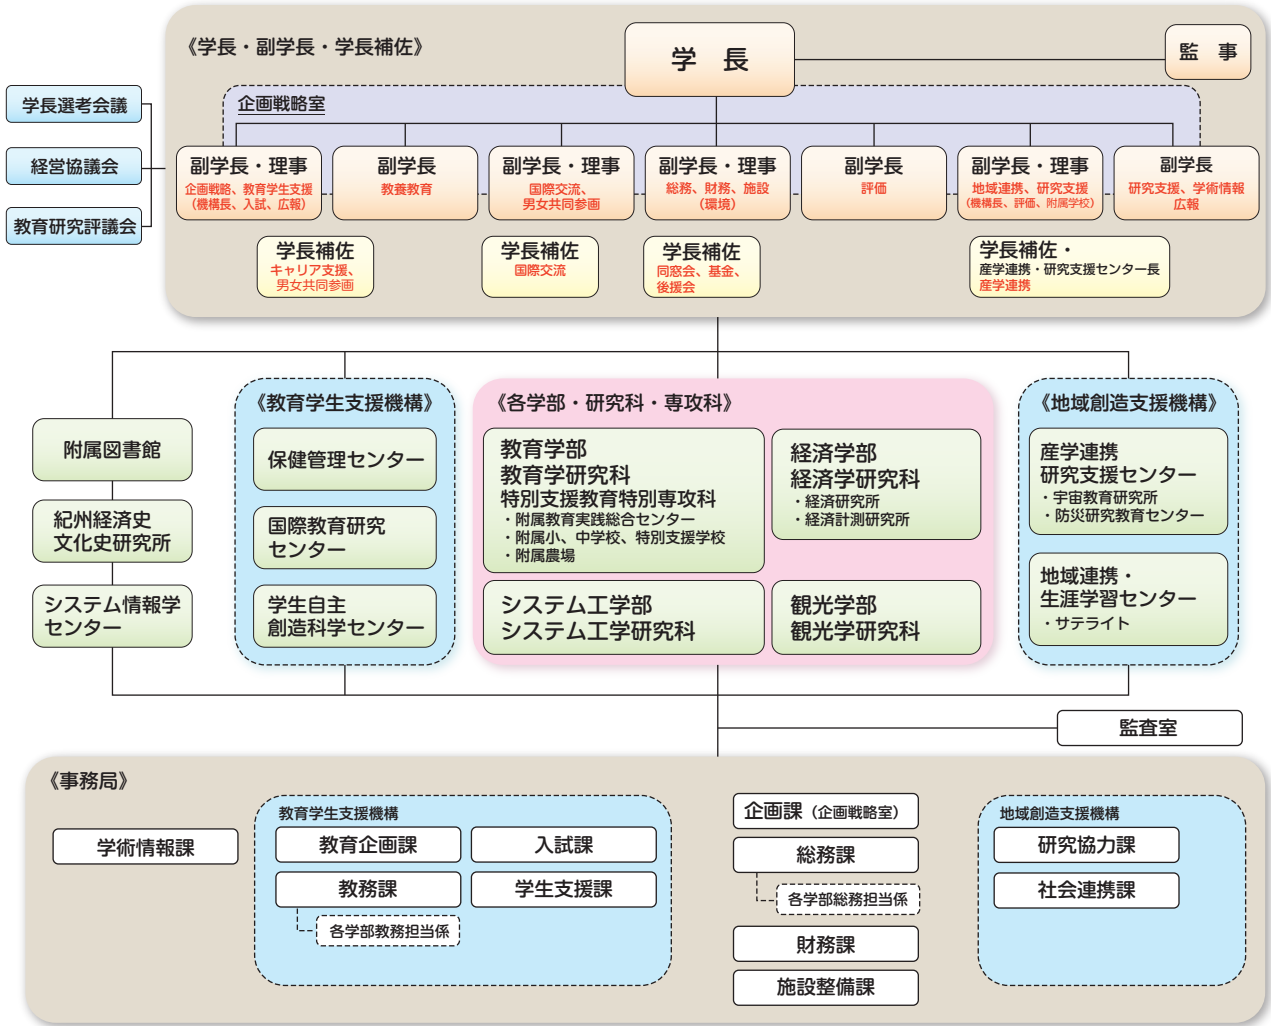 《学長・副学長・学長補佐》
学　長
監　事
学長選考会議
経営協議会
教育研究評議会
企画戦略室
副学長・理事
企画戦略、教育学生支援
（機構長、入試、広報）
副学長
教養教育
副学長・理事
国際交流、
男女共同参画
副学長・理事
総務、財務、施設
（環境）
副学長
評価
副学長・理事
地域連携、研究支援
（機構長、評価、附属学校）
副学長
研究支援、学術情報
広報
学長補佐
キャリア支援、
男女共同参画
学長補佐
国際交流
学長補佐
同窓会、基金、
後援会
学長補佐・
産学連携・研究支援センター長
産学連携
附属図書館
紀州経済史
文化史研究所
システム情報学
センター
《教育学生支援機構》
保健管理センター
国際教育研究
センター
学生自主
創造科学センター
《各学部・研究科・専攻科》
教育学部
教育学研究科
特別支援教育特別専攻科
・附属教育実践総合センター
・附属小、中学校、特別支援学校
・附属農場
経済学部
経済学研究科
・経済研究所
・経済計測研究所
システム工学部
システム工学研究科
観光学部
観光学研究科
《地域創造支援機構》
産学連携
研究支援センター
・宇宙教育研究所
・防災研究教育センター
地域連携・
生涯学習センター
・サテライト
監査室
《事務局》
学術情報課
教育学生支援機構
教育企画課
入試課
教務課
学生支援課
各学部教務担当係
企画課（企画戦略室）
総務課
各学部総務担当係
財務課
施設整備課
地域創造支援機構
研究協力課
社会連携課